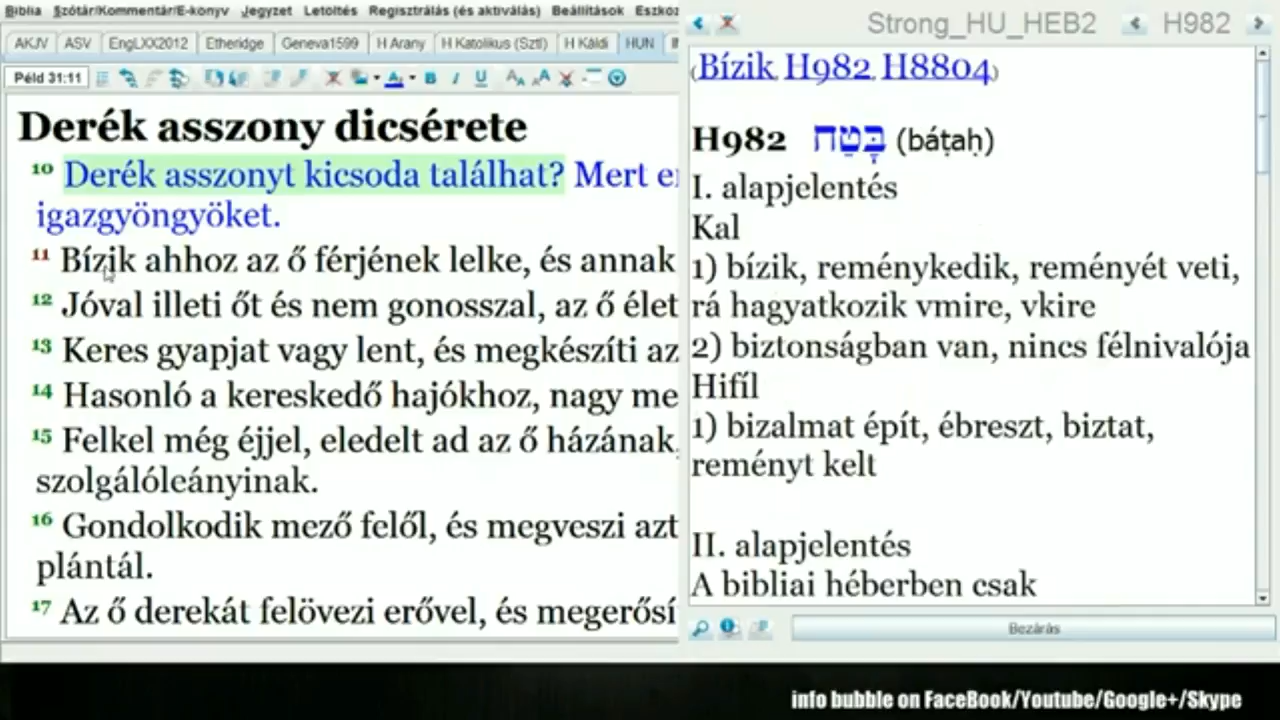 Biblia Szótár/Kommentár/E-könyv Jegyzet Letöltés Regisztrálás (és aktiválás) Beállítások Eszköz
AKJV ASV EngLXX2012 Etheridge Geneva1599 H Arany H Katolikus (Sztl) H Káldi HUN
Péld 31:11
Derék asszony dicsérete
10 Derék asszonyt kicsoda találhat? Mert
igazgyöngyöket.
11 Bízik ahhoz az ő férjének lelke, és annak
12 Jóval illeti őt és nem gonosszal, az ő élet
13 Keres gyapjat vagy lent, és megkészíti az
14 Hasonló a kereskedő hajókhoz, nagy me
15 Felkel még éjjel, eledelt ad az ő házának,
szolgálóleányinak.
16 Gondolkodik mező felől, és megveszi azt
plántál.
17 Az ő derekát felövezi erővel, és megerősí
Strong_HU_HEB2 H982
(Bízik H982 H8804)
H982 בָּטַח (báṭaḥ)
I. alapjelentés
Kal
1) bízik, reménykedik, reményét veti,
rá hagyatkozik vmire, vkire
2) biztonságban van, nincs félnivalója
Hifíl
1) bizalmat épít, ébreszt, biztat,
reményt kelt
II. alapjelentés
A bibliai héberben csak
Bezárás
info bubble on FaceBook/Youtube/Google+/Skype